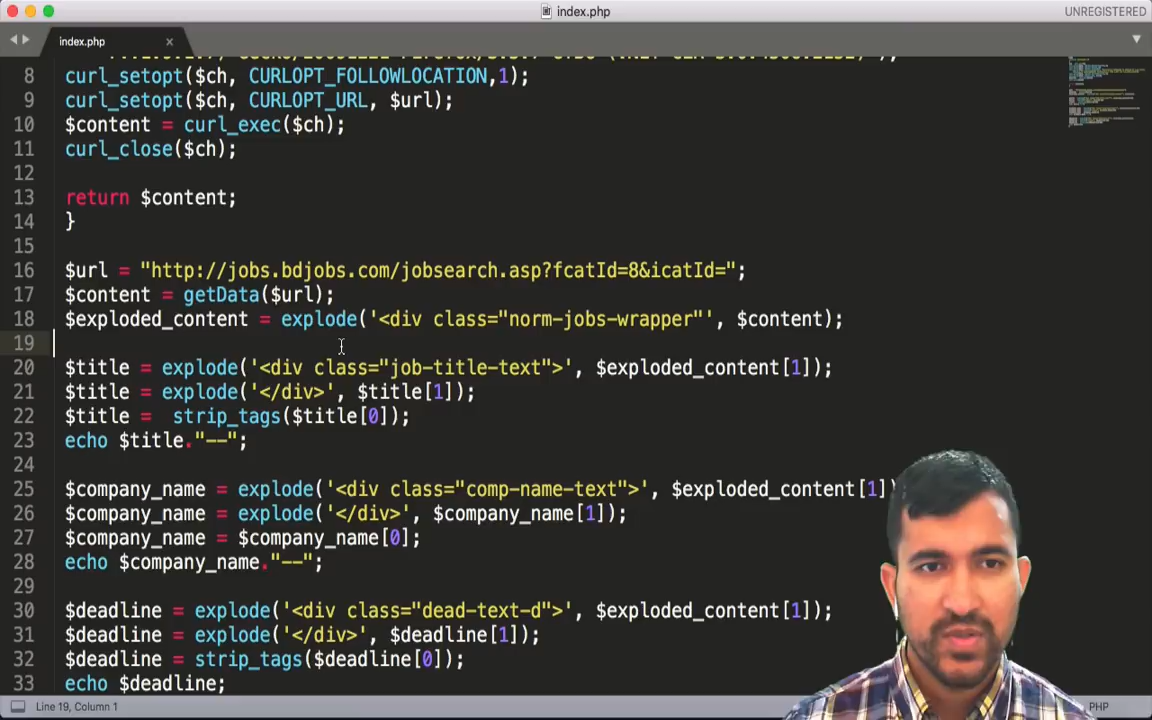 index.php
UNREGISTERED
index.php ×
8 curl_setopt($ch, CURLOPT_FOLLOWLOCATION,1);
9 curl_setopt($ch, CURLOPT_URL, $url);
10 $content = curl_exec($ch);
11 curl_close($ch);
12
13 return $content;
14 }
15
16 $url = "http://jobs.bdjobs.com/jobsearch.asp?fcatId=8&icatId=";
17 $content = getData($url);
18 $exploded_content = explode('<div class="norm-jobs-wrapper"', $content);
19
20 $title = explode('<div class="job-title-text">', $exploded_content[1]);
21 $title = explode('</div>', $title[1]);
22 $title =  strip_tags($title[0]);
23 echo $title."--";
24
25 $company_name = explode('<div class="comp-name-text">', $exploded_content[1])
26 $company_name = explode('</div>', $company_name[1]);
27 $company_name = $company_name[0];
28 echo $company_name."--";
29
30 $deadline = explode('<div class="dead-text-d">', $exploded_content[1]);
31 $deadline = explode('</div>', $deadline[1]);
32 $deadline = strip_tags($deadline[0]);
33 echo $deadline;
Line 19, Column 1
PHP